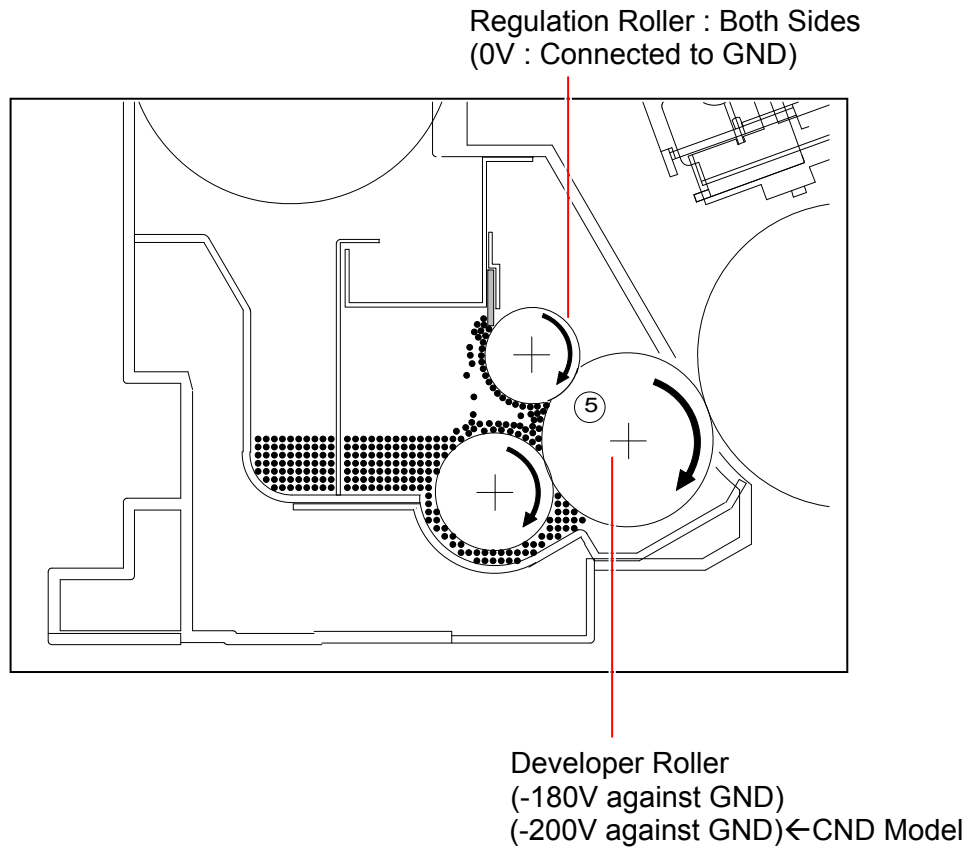 Regulation Roller : Both Sides
(0V : Connected to GND)
5
Developer Roller
(-180V against GND)
(-200V against GND)←CND Model